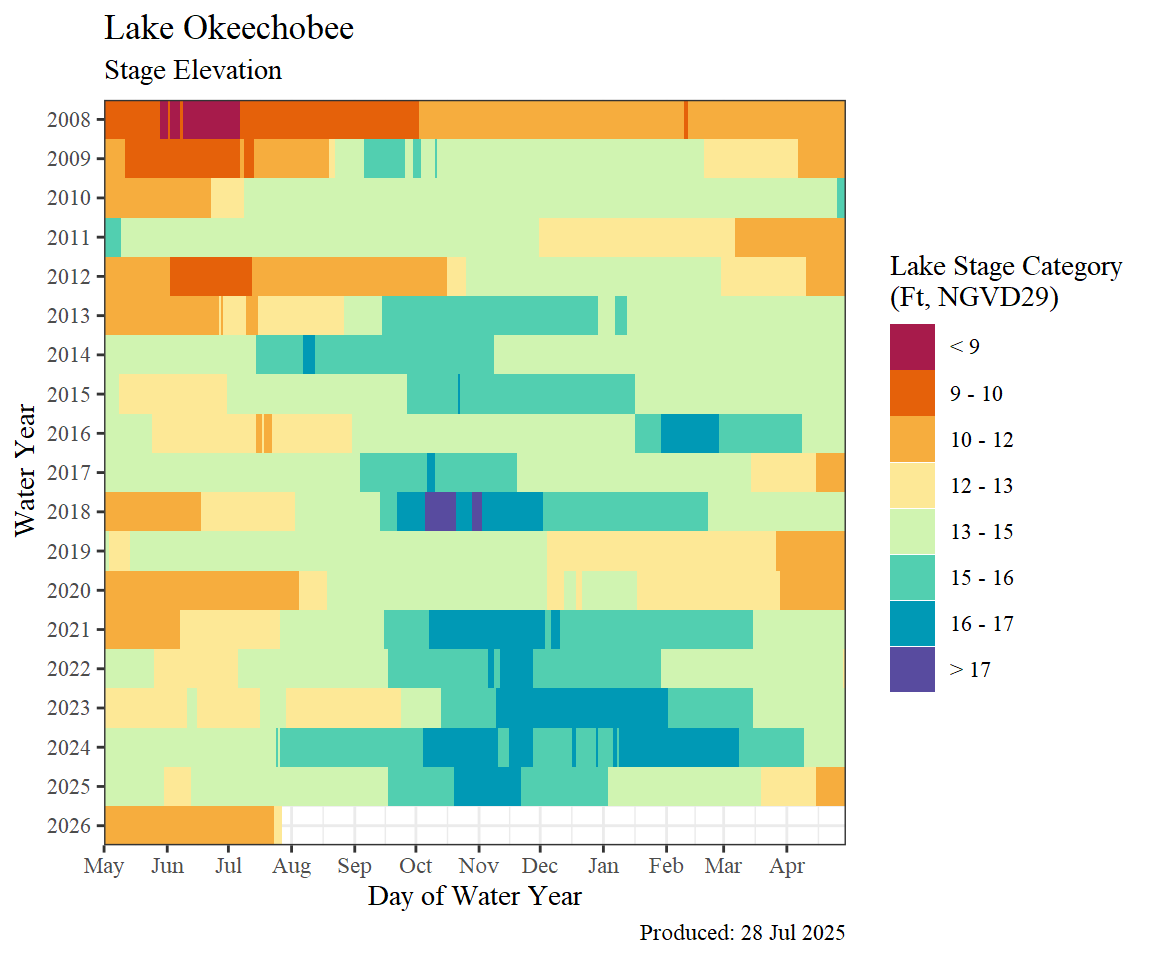 Lake Okeechobee
Stage Elevation
Water Year
2008
2009
2010
2011
2012
2013
2014
2015
2016
2017
2018
2019
2020
2021
2022
2023
2024
2025
2026
May Jun Jul Aug Sep Oct Nov Dec Jan Feb Mar Apr
Day of Water Year
Lake Stage Category
(Ft, NGVD29)
< 9
9 - 10
10 - 12
12 - 13
13 - 15
15 - 16
16 - 17
> 17
Produced: 28 Jul 2025